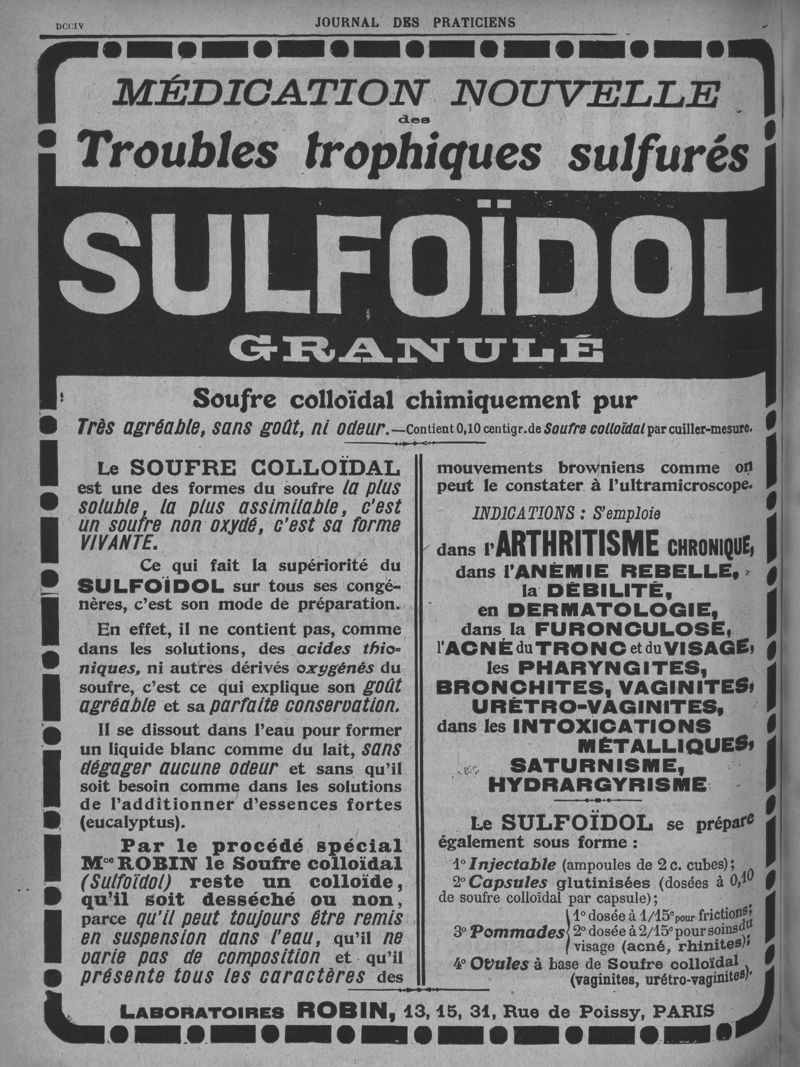 DCCIV
JOURNAL DES PRATICIENS
MÉDICATION NOUVELLE
des
Troubles trophiques sulfurés
SULFOÏDOL
GRANULÉ
Soufre colloïdal chimiquement pur
Très agréable, sans goût, ni odeur.—Contient 0,10 centigr. de Soufre colloïdal par cuiller-mesure.
Le SOUFRE COLLOÏDAL
est une des formes du soufre la plus
soluble, la plus assimilable, c'est
un soufre non oxydé, c'est sa forme
VIVANTE.
Ce qui fait la supériorité du
SULFOÏDOL sur tous ses congé-
nères, c'est son mode de préparation.
En effet, il ne contient pas, comme
dans les solutions, des acides thio-
niques, ni autres dérivés oxygénés du
soufre, c'est ce qui explique son goût
agréable et sa parfaite conservation.
Il se dissout dans l'eau pour former
un liquide blanc comme du lait, sans
dégager aucune odeur et sans qu'il
soit besoin comme dans les solutions
de l'additionner d'essences fortes
(eucalyptus).
Par le procédé spécial
Mce ROBIN le Soufre colloïdal
(Sulfoïdol) reste un colloïde,
qu'il soit desséché ou non,
parce qu'il peut toujours être remis
en suspension dans l'eau, qu'il ne
varie pas de composition et qu'il
présente tous les caractères des
mouvements browniens comme on
peut le constater à l'ultramicroscope.
INDICATIONS : S'emploie
dans l'ARTHRITISME CHRONIQUE,
dans l'ANÉMIE REBELLE,
la DÉBILITÉ,
en DERMATOLOGIE,
dans la FURONCULOSE,
l'ACNÉ du TRONC et du VISAGE,
les PHARYNGITES,
BRONCHITES, VAGINITES,
URÉTRO-VAGINITES,
dans les INTOXICATIONS
MÉTALLIQUES,
SATURNISME,
HYDRARGYRISME
Le SULFOÏDOL se prépare
également sous forme :
1° Injectable (ampoules de 2 c. cubes);
2° Capsules glutinisées (dosées à 0,10
de soufre colloïdal par capsule);
3° Pommades { 1° dosée à 1/15e pour frictions;
2° dosée à 2/15e pour soins du
visage (acné, rhinites);
4° Ovules à base de Soufre colloïdal
(vaginites, urétro-vaginites).
LABORATOIRES ROBIN, 13, 15, 31, Rue de Poissy, PARIS